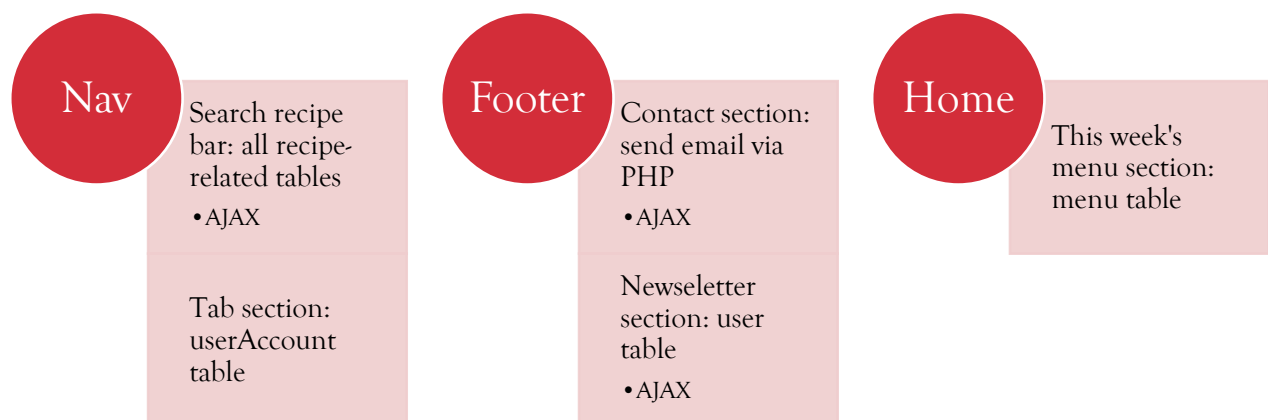 Nav
Search recipe
bar: all recipe-
related tables
•AJAX
Tab section:
userAccount
table
Footer
Contact section:
send email via
PHP
•AJAX
Newseletter
section: user
table
•AJAX
Home
This week's
menu section:
menu table